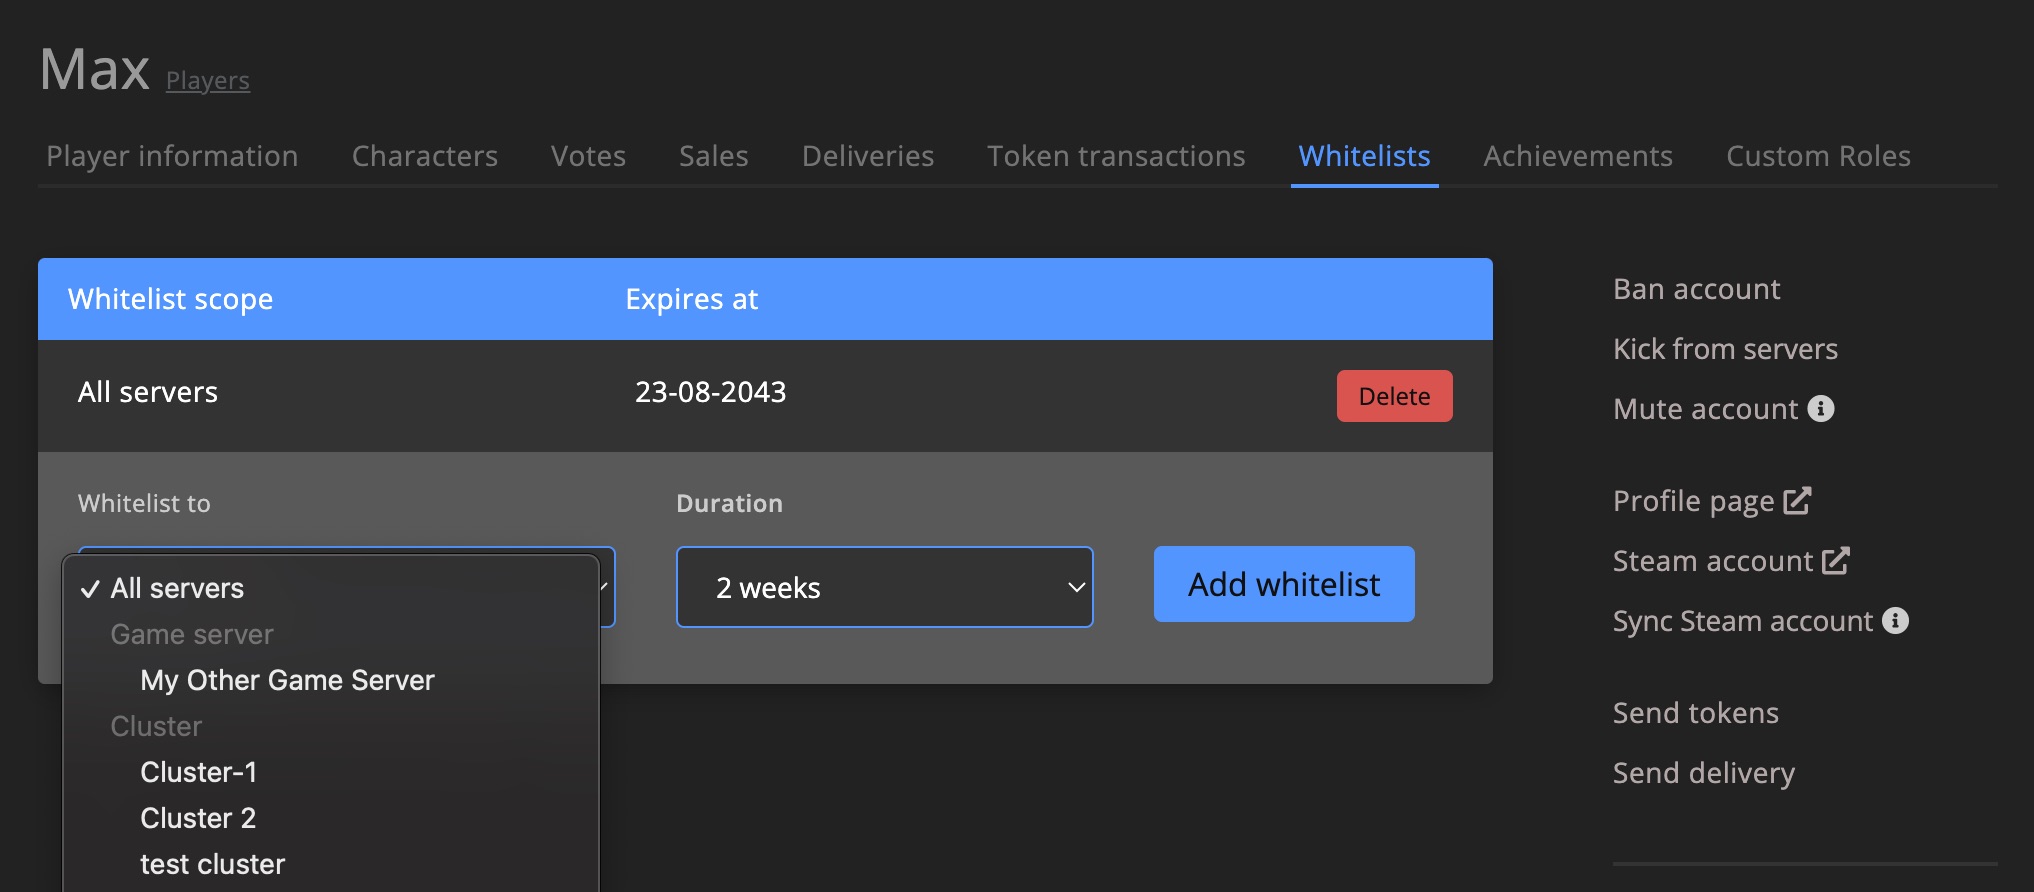 Max Players
Player information Characters Votes Sales Deliveries Token transactions Whitelists Achievements Custom Roles
Whitelist scope Expires at
All servers 23-08-2043 Delete
Whitelist to Duration
All servers 2 weeks Add whitelist
Game server
My Other Game Server
Cluster
Cluster-1
Cluster 2
test cluster
Ban account
Kick from servers
Mute account
Profile page
Steam account
Sync Steam account
Send tokens
Send delivery